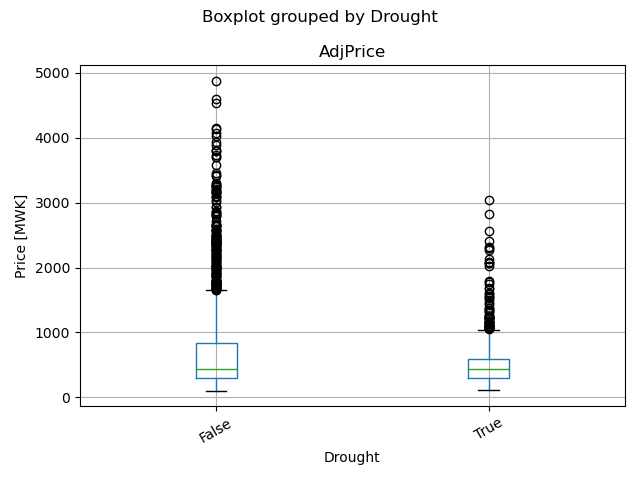 Boxplot grouped by Drought
AdjPrice
5000
4000
3000
2000
1000
0
Price [MWK]
False
True
Drought